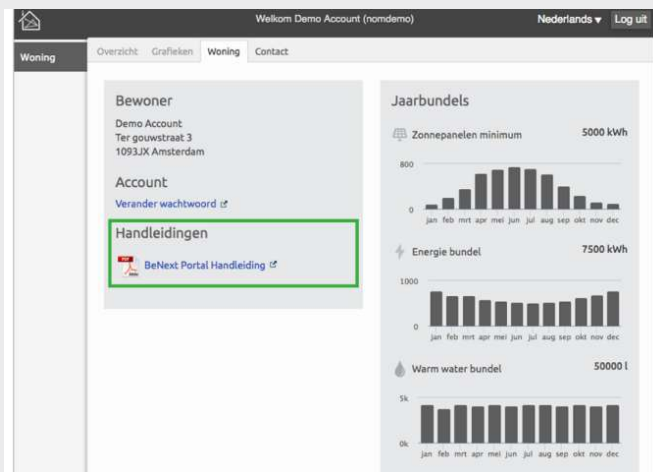 Welkom Demo Account (nomdemo)
Nederlands ▾
Log uit
Woning
Overzicht
Grafieken
Woning
Contact
Bewoner
Demo Account
Ter gouwstraat 3
1093JX Amsterdam
Account
Verander wachtwoord
Handleidingen
PDF
BeNext Portal Handleiding
Jaarbundels
Zonnepanelen minimum
5000 kWh
800
0
jan feb mrt apr mei jun jul aug sep okt nov dec
Energie bundel
7500 kWh
1000
0
jan feb mrt apr mei jun jul aug sep okt nov dec
Warm water bundel
50000 l
5k
0k
jan feb mrt apr mei jun jul aug sep okt nov dec